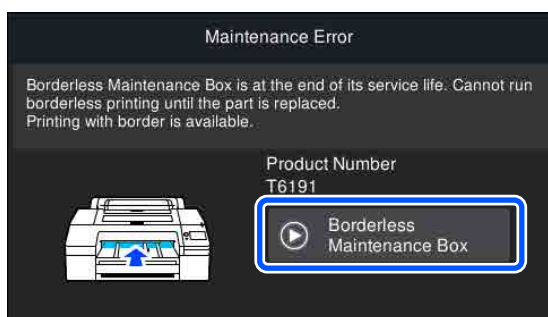 Maintenance Error
Borderless Maintenance Box is at the end of its service life. Cannot run
borderless printing until the part is replaced.
Printing with border is available.
Product Number
T6191
Borderless
Maintenance Box